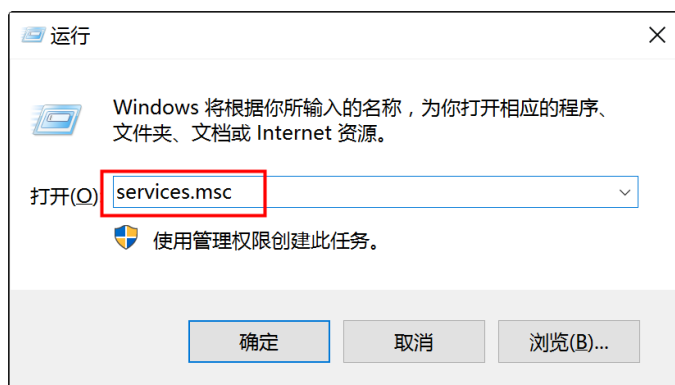 运行
Windows 将根据你所输入的名称，为你打开相应的程序、
文件夹、文档或 Internet 资源。
打开(O) services.msc
使用管理权限创建此任务。
确定 取消 浏览(B)...